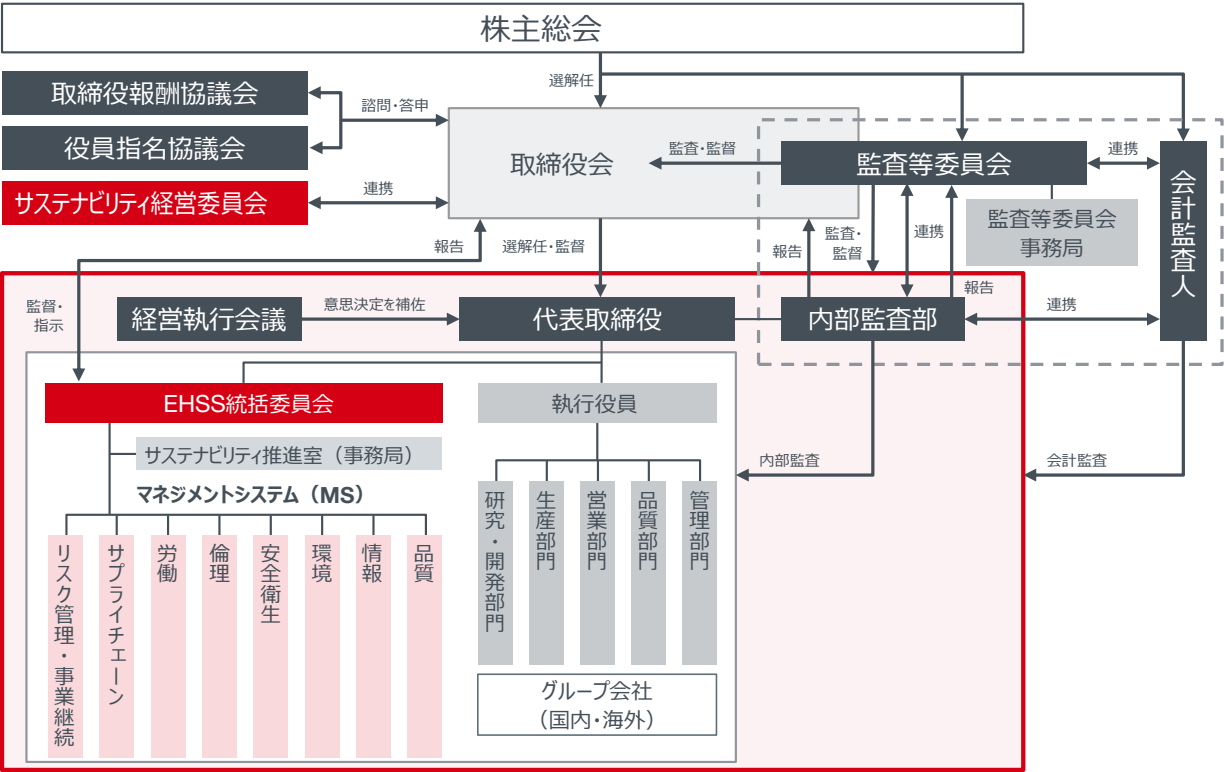 株主総会
選解任
取締役報酬協議会
諮問・答申
役員指名協議会
サステナビリティ経営委員会
連携
取締役会
監査・監督
監査等委員会
連携
会計監査人
監査等委員会
事務局
報告
選解任・監督
報告
監査・
監督
連携
報告
監督・
指示
経営執行会議
意思決定を補佐
代表取締役
内部監査部
連携
EHSS統括委員会
執行役員
サステナビリティ推進室（事務局）
内部監査
会計監査
マネジメントシステム（MS）
リスク管理・事業継続
サプライチェーン
労働
倫理
安全衛生
環境
情報
品質
研究・開発部門
生産部門
営業部門
品質部門
管理部門
グループ会社
（国内・海外）